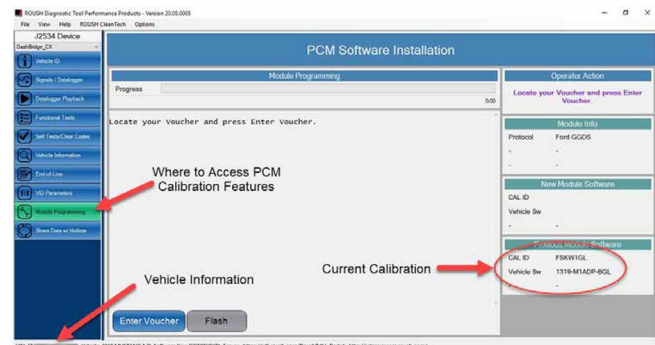 ROUSH Diagnostic Tool Performance Products - Version 20.05.0005
File View Help ROUSH CleanTech Options
J2534 Device
DashBridge_CX
PCM Software Installation
Vehicle ID
Signals / Datalogger
Datalogger Playback
Functional Tests
Self Tests/Clear Codes
Vehicle Information
End-of-Line
VID Parameters
Module Programming
Share Data w/ Hotline
Module Programming
Progress
0:00
Locate your Voucher and press Enter Voucher.
Where to Access PCM
Calibration Features
Vehicle Information
Current Calibration
Enter Voucher
Flash
Operator Action
Locate your Voucher and press Enter
Voucher.
Module Info
Protocol Ford GGDS
-
-
-
-
New Module Software
CAL ID
Vehicle Sw
-
-
Previous Module Software
CAL ID FSKW1GL
Vehicle Sw 1319-M1ADP-BGL
-
-